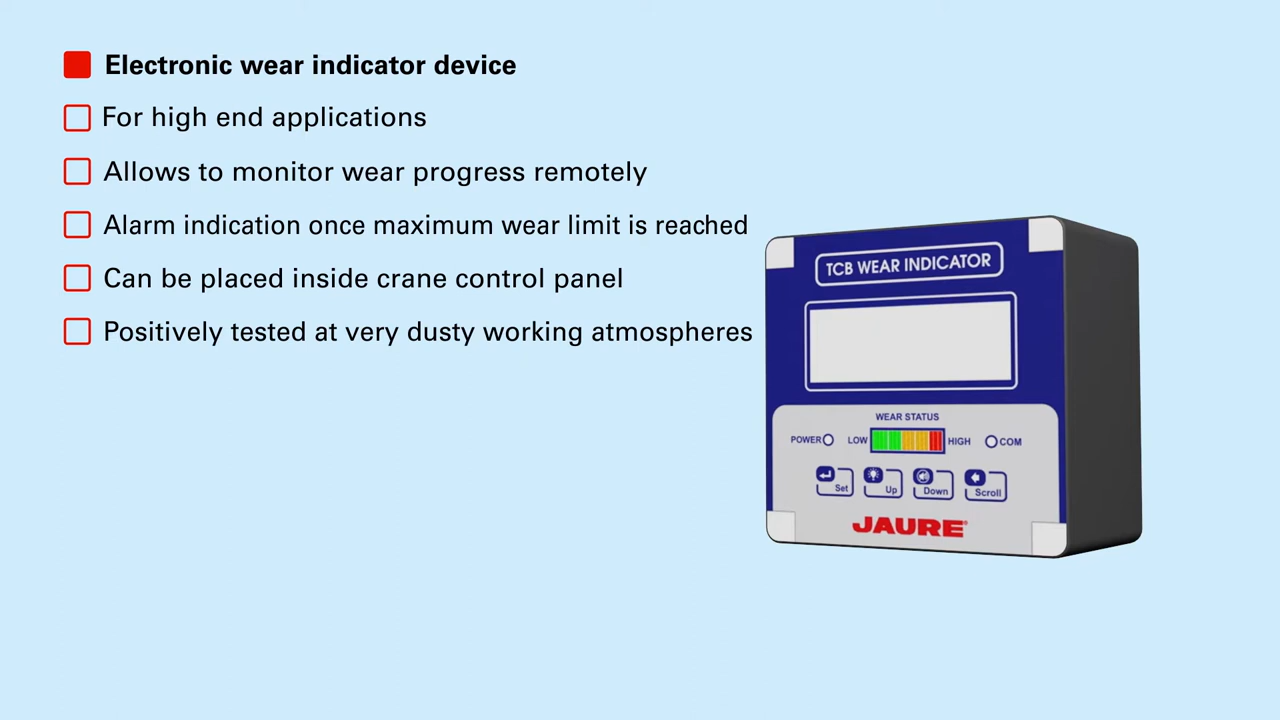 Electronic wear indicator device
For high end applications
Allows to monitor wear progress remotely
Alarm indication once maximum wear limit is reached
Can be placed inside crane control panel
Positively tested at very dusty working atmospheres
TCB WEAR INDICATOR
WEAR STATUS
POWER LOW HIGH COM
Set Up Down Scroll
JAURE®